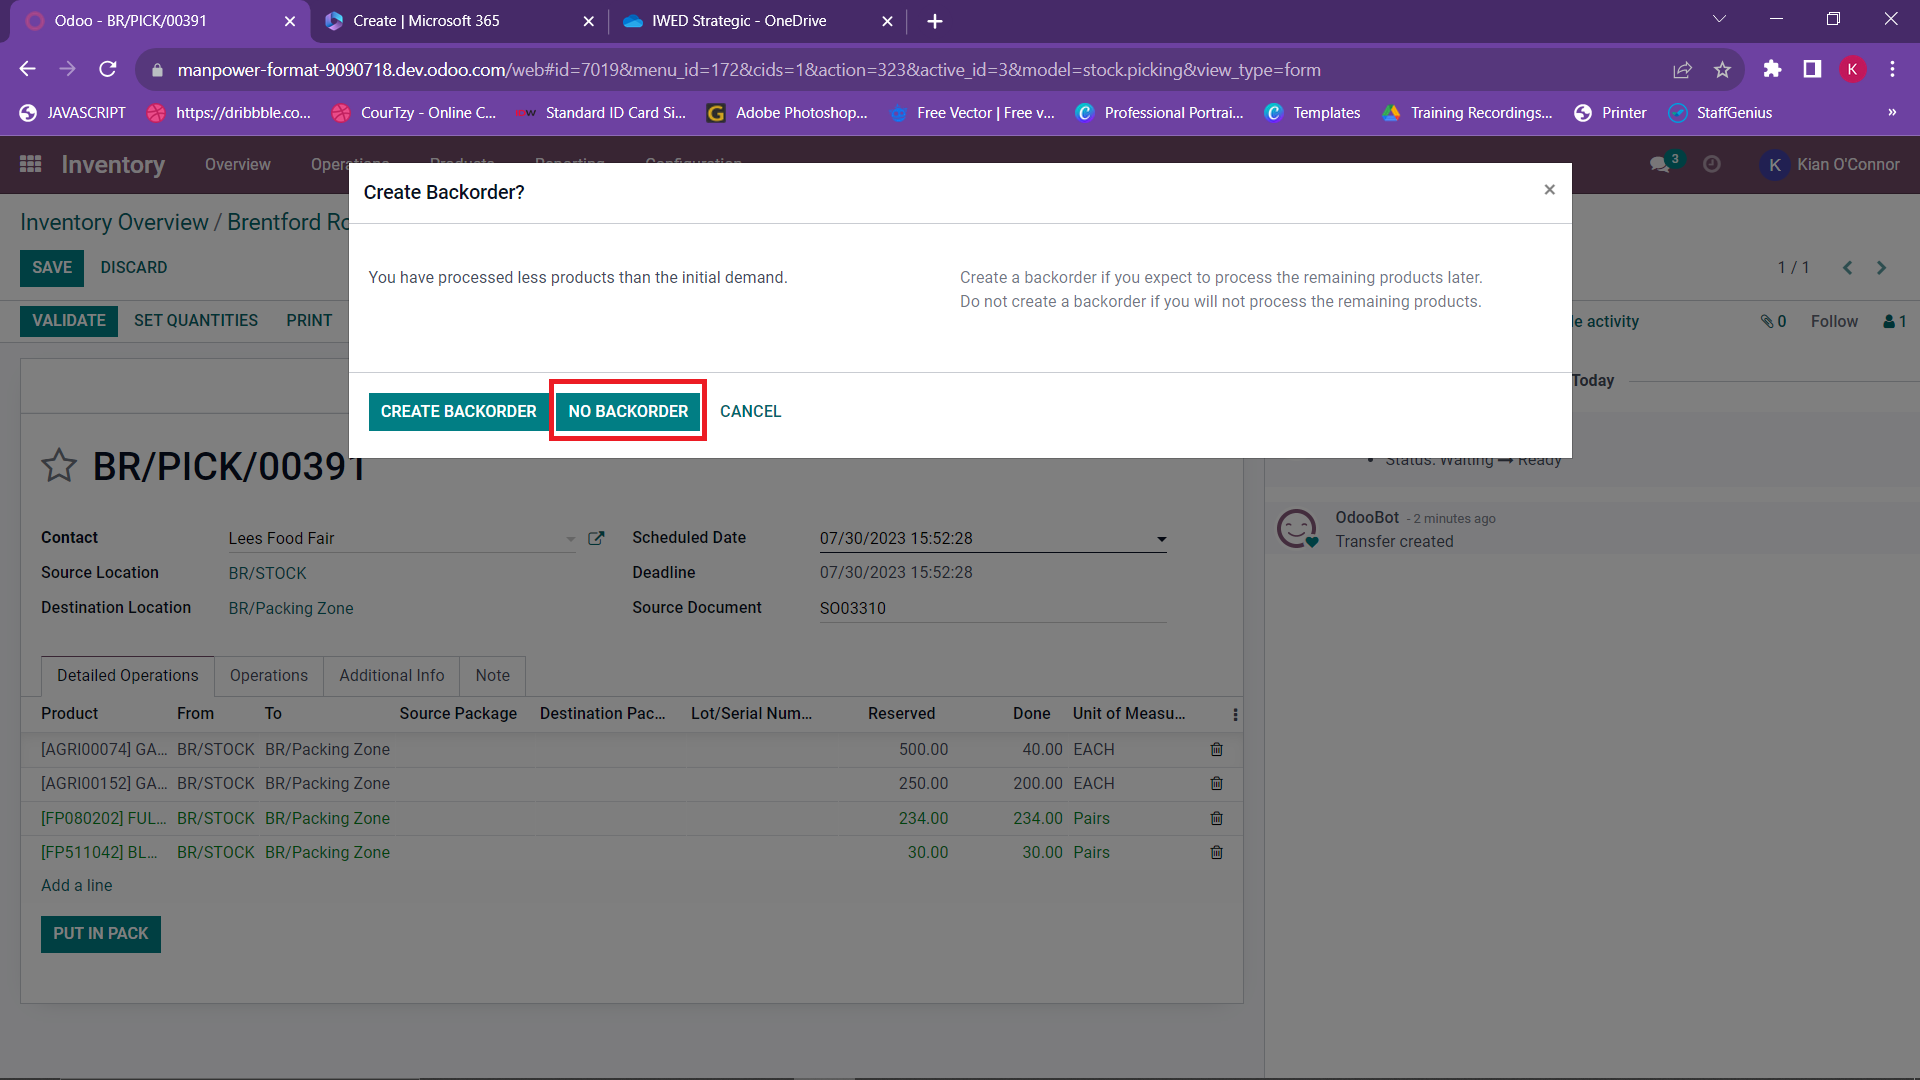 Odoo - BR/PICK/00391
Create | Microsoft 365
IWED Strategic - OneDrive
manpower-format-9090718.dev.odoo.com/web#id=7019&menu_id=172&cids=1&action=323&active_id=3&model=stock.picking&view_type=form
K
JAVASCRIPT
https://dribbble.co...
CourTzy - Online C...
Standard ID Card Si...
Adobe Photoshop...
Free Vector | Free v...
Professional Portrai...
Templates
Training Recordings...
Printer
StaffGenius
»
Inventory
Overview
Operations
Products
Reporting
Configuration
3
K
Kian O'Connor
Create Backorder?
×
Inventory Overview / Brentford Ro
SAVE
DISCARD
You have processed less products than the initial demand.
Create a backorder if you expect to process the remaining products later.
Do not create a backorder if you will not process the remaining products.
1 / 1
VALIDATE
SET QUANTITIES
PRINT
le activity
0
Follow
1
Today
CREATE BACKORDER
NO BACKORDER
CANCEL
BR/PICK/00391
Status: Waiting → Ready
OdooBot - 2 minutes ago
Transfer created
Contact
Lees Food Fair
Scheduled Date
07/30/2023 15:52:28
Source Location
BR/STOCK
Deadline
07/30/2023 15:52:28
Destination Location
BR/Packing Zone
Source Document
SO03310
Detailed Operations
Operations
Additional Info
Note
Product From To Source Package Destination Pac... Lot/Serial Num... Reserved Done Unit of Measu...
[AGRI00074] GA... BR/STOCK BR/Packing Zone 500.00 40.00 EACH
[AGRI00152] GA... BR/STOCK BR/Packing Zone 250.00 200.00 EACH
[FP080202] FUL... BR/STOCK BR/Packing Zone 234.00 234.00 Pairs
[FP511042] BL... BR/STOCK BR/Packing Zone 30.00 30.00 Pairs
Add a line
PUT IN PACK